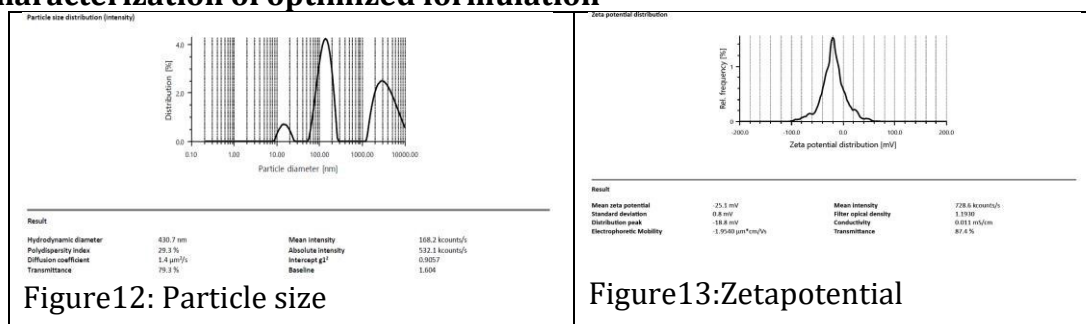 haracterization of optimized formulation
Particle size distribution (Intensity)
4.0
2.0
0.0
Distribution [%]
0.10 1.00 10.00 100.00 1000.00 10000.00
Particle diameter [nm]
Result
Hydrodynamic diameter 430.7 nm Mean intensity 168.2 kcounts/s
Polydispersity index 29.3 % Absolute intensity 532.1 kcounts/s
Diffusion coefficient 1.4 µm²/s Intercept g1² 0.9057
Transmittance 79.3 % Baseline 1.604
Figure12: Particle size
Zeta potential distribution
1
0
Rel. frequency [%]
-200.0 -100.0 0.0 100.0 200.0
Zeta potential distribution [mV]
Result
Mean zeta potential -25.1 mV Mean intensity 728.6 kcounts/s
Standard deviation 0.8 mV Filter opical density 1.1930
Distribution peak -18.8 mV Conductivity 0.011 mS/cm
Electrophoretic Mobility -1.9540 µm*cm/Vs Transmittance 87.4 %
Figure13:Zetapotential